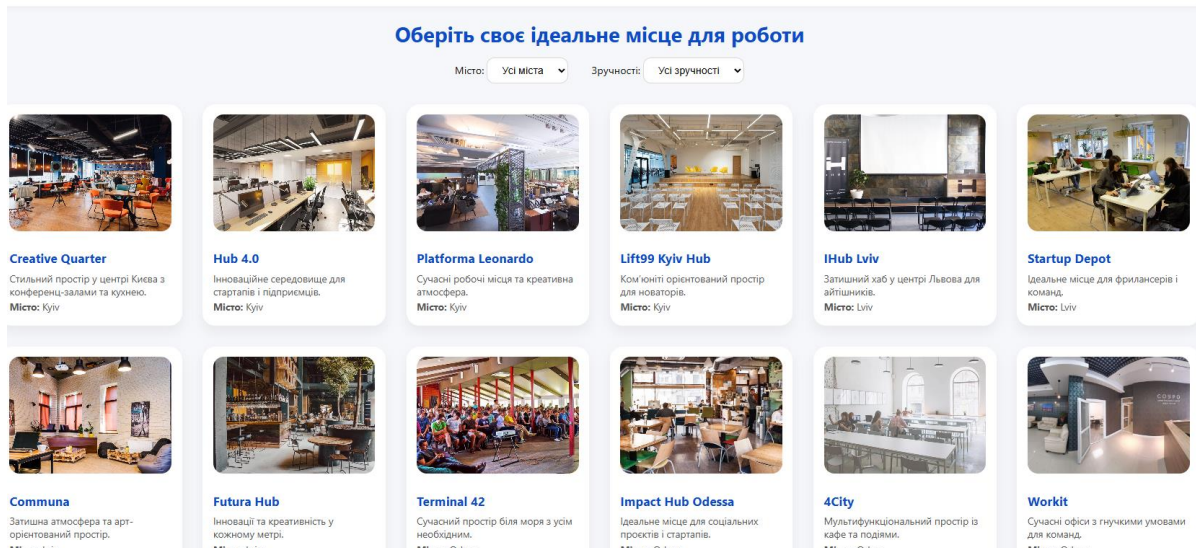 Оберіть своє ідеальне місце для роботи
Місто: Усі міста Зручності: Усі зручності
Creative Quarter
Стильний простір у центрі Києва з
конференц-залами та кухнею.
Місто: Kyiv
Hub 4.0
Інноваційне середовище для
стартапів і підприємців.
Місто: Kyiv
Platforma Leonardo
Сучасні робочі місця та креативна
атмосфера.
Місто: Kyiv
Lift99 Kyiv Hub
Ком'юніті орієнтований простір
для новаторів.
Місто: Kyiv
IHub Lviv
Затишний хаб у центрі Львова для
айтішників.
Місто: Lviv
Startup Depot
Ідеальне місце для фрилансерів і
команд.
Місто: Lviv
Communa
Затишна атмосфера та арт-
орієнтований простір.
Futura Hub
Інновації та креативність у
кожному метрі.
Terminal 42
Сучасний простір біля моря з усім
необхідним.
Impact Hub Odessa
Ідеальне місце для соціальних
проєктів і стартапів.
4City
Мультифункціональний простір із
кафе та подіями.
Workit
Сучасні офіси з гнучкими умовами
для команд.